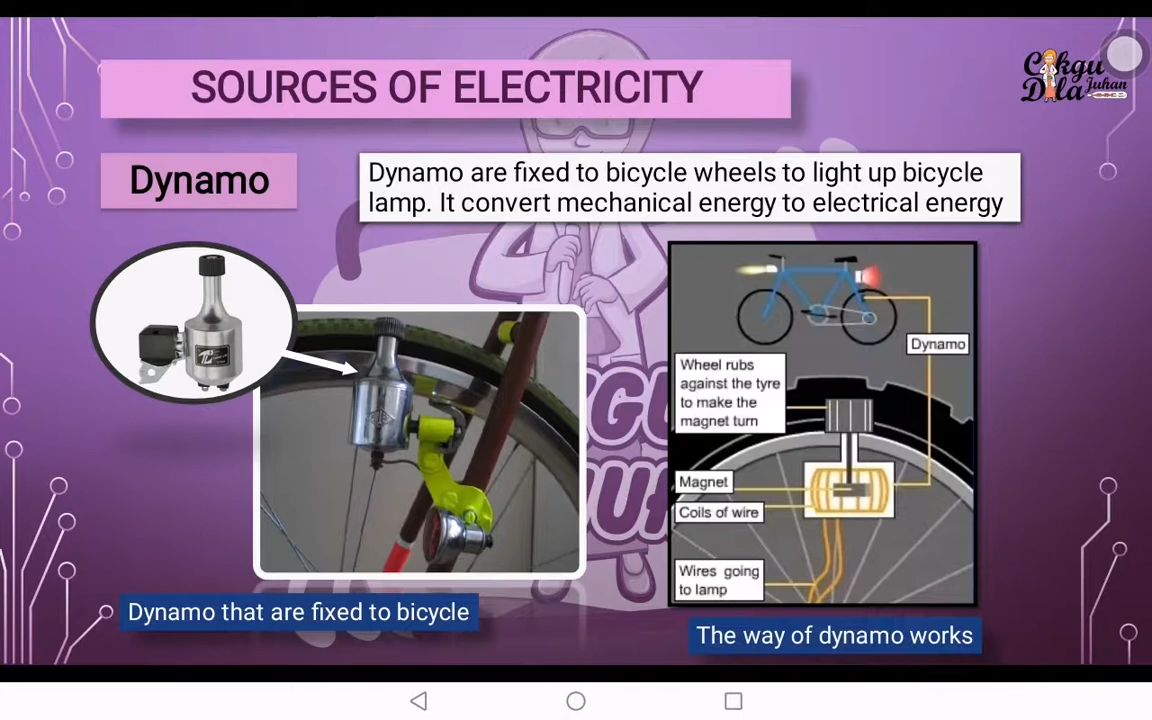 Cikgu
Dila Juhan
SOURCES OF ELECTRICITY
Dynamo
Dynamo are fixed to bicycle wheels to light up bicycle
lamp. It convert mechanical energy to electrical energy
Dynamo
Wheel rubs
against the tyre
to make the
magnet turn
Magnet
Coils of wire
Wires going
to lamp
Dynamo that are fixed to bicycle
The way of dynamo works